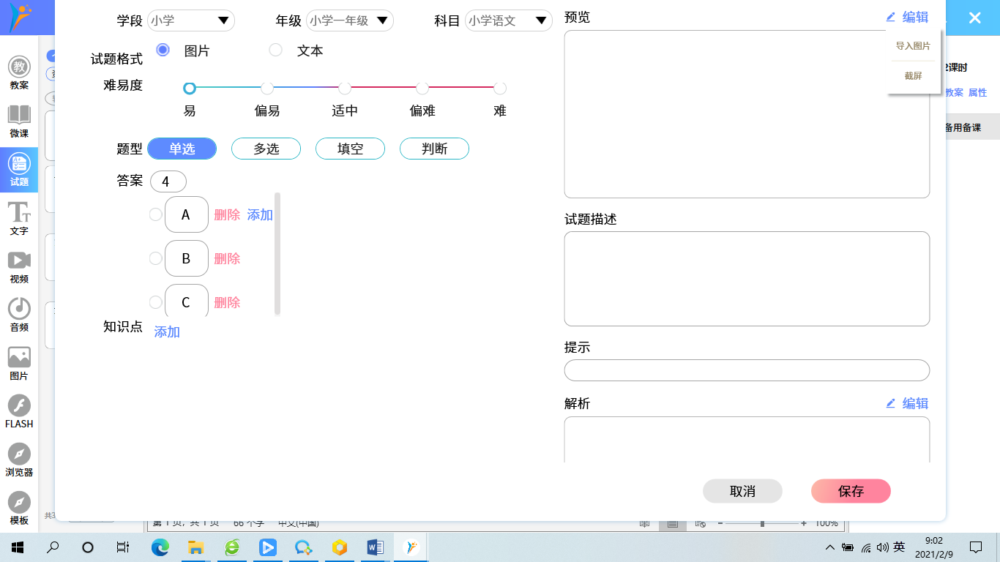 学段 小学 年级 小学一年级 科目 小学语文
试题格式 图片 文本
难易度
易 偏易 适中 偏难 难
题型 单选 多选 填空 判断
答案 4
A 删除 添加
B 删除
C 删除
知识点 添加
预览 编辑
导入图片
截屏
试题描述
提示
解析 编辑
取消 保存
教案
微课
试题
文字
视频
音频
图片
FLASH
浏览器
模板
2课时
教案 属性
备用备课
共3
第1页, 共1页 66个字 中文(中国) 100%
英
9:02
2021/2/9